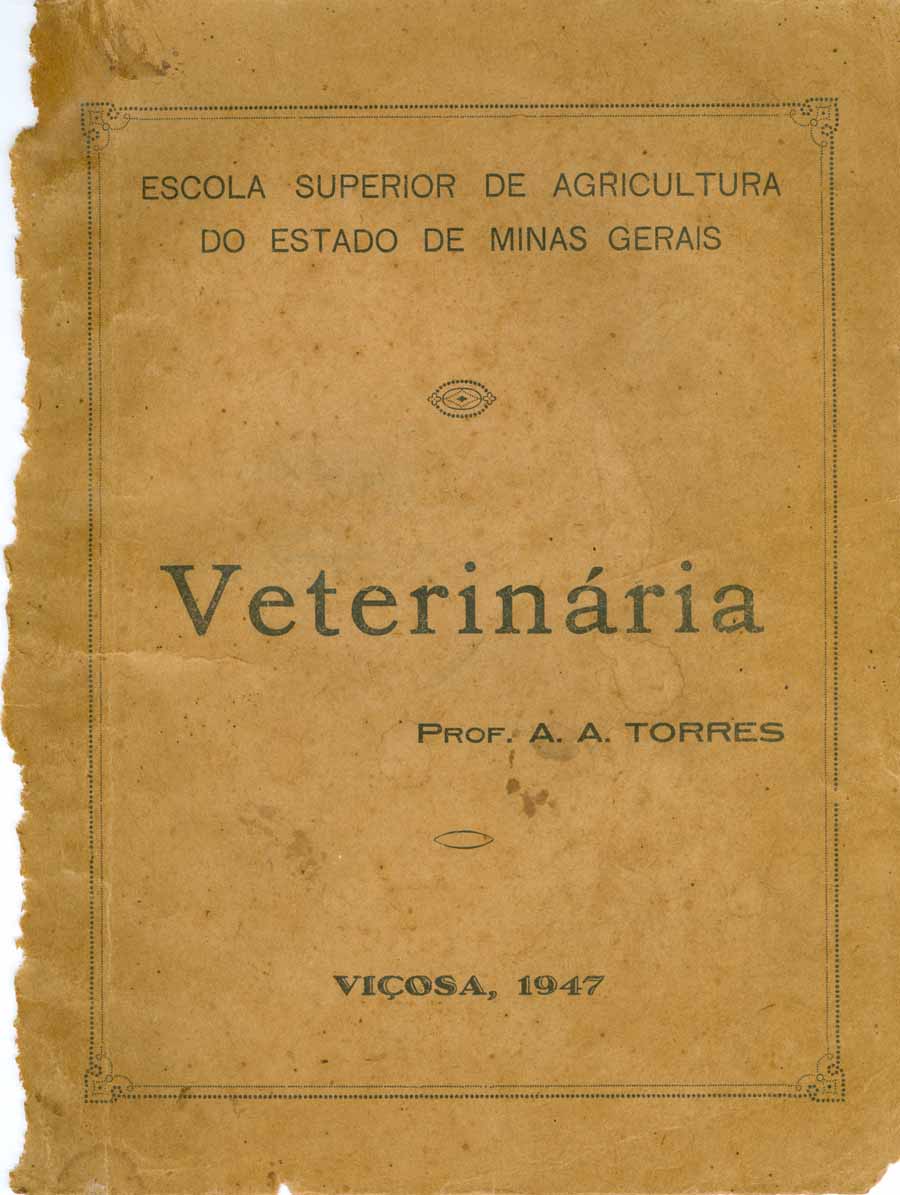 ESCOLA SUPERIOR DE AGRICULTURA
DO ESTADO DE MINAS GERAIS
Veterinária
PROF. A. A. TORRES
VIÇOSA, 1947